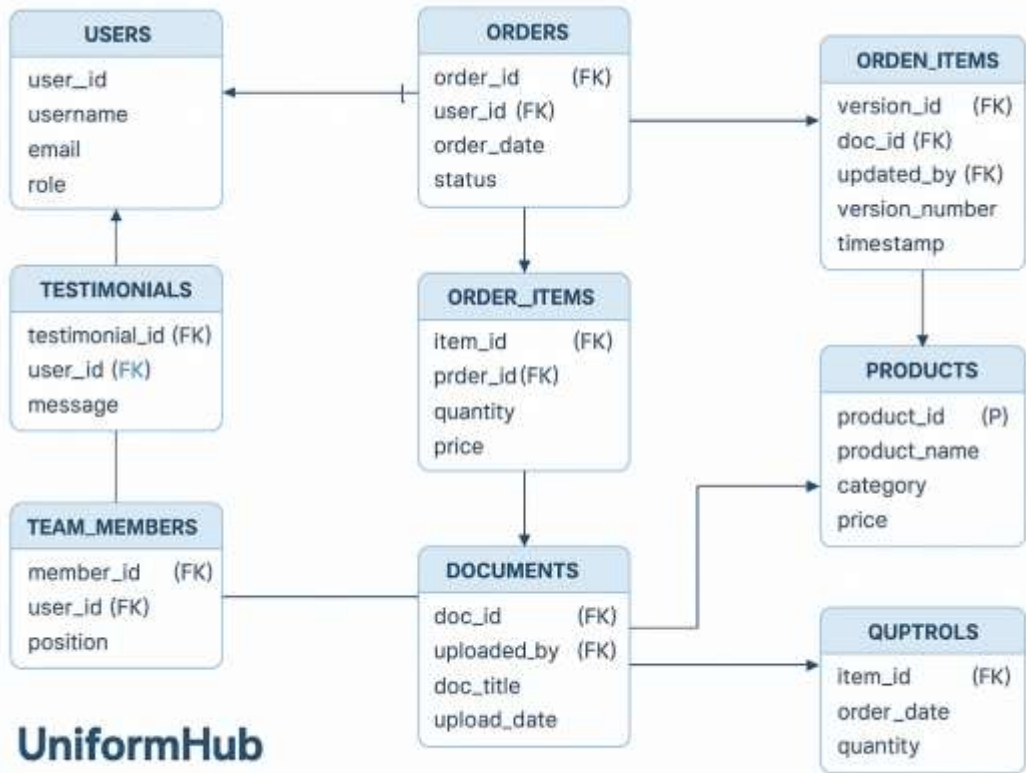 USERS
user_id
username
email
role
ORDERS
order_id (FK)
user_id (FK)
order_date
status
ORDEN_ITEMS
version_id (FK)
doc_id (FK)
updated_by (FK)
version_number
timestamp
TESTIMONIALS
testimonial_id (FK)
user_id (FK)
message
ORDER_ITEMS
item_id (FK)
prder_id (FK)
quantity
price
PRODUCTS
product_id (P)
product_name
category
price
TEAM_MEMBERS
member_id (FK)
user_id (FK)
position
DOCUMENTS
doc_id (FK)
uploaded_by (FK)
doc_title
upload_date
QUPTROLS
item_id (FK)
order_date
quantity
UniformHub